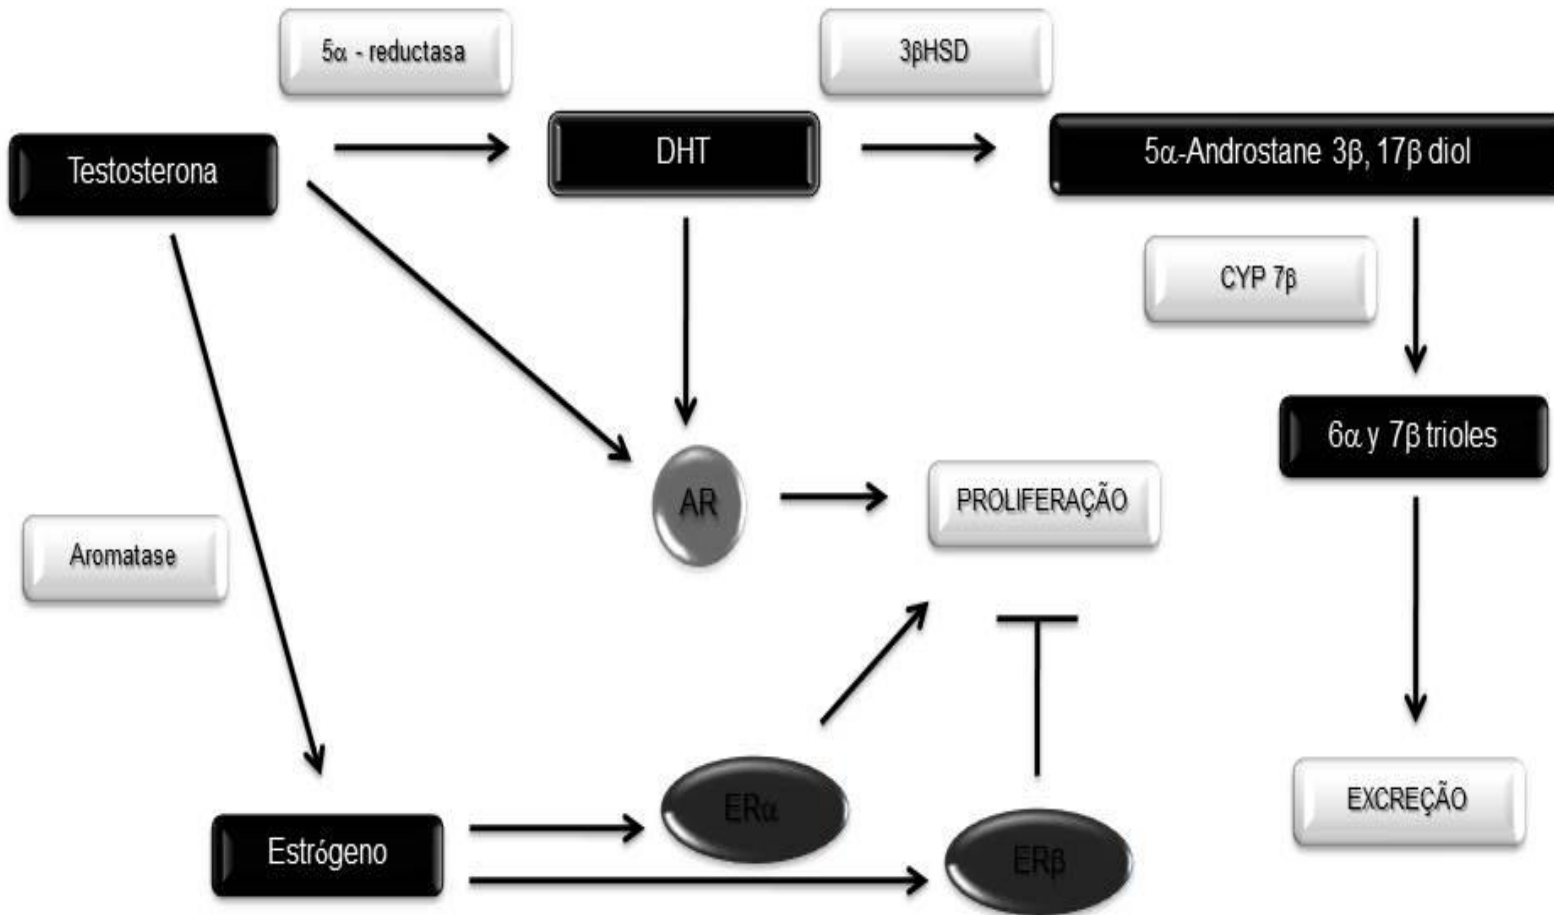 5α - reductasa
3βHSD
Testosterona
DHT
5α-Androstane 3β, 17β diol
CYP 7β
6α y 7β trioles
AR
PROLIFERAÇÃO
Aromatase
ERα
EXCREÇÃO
Estrógeno
ERβ